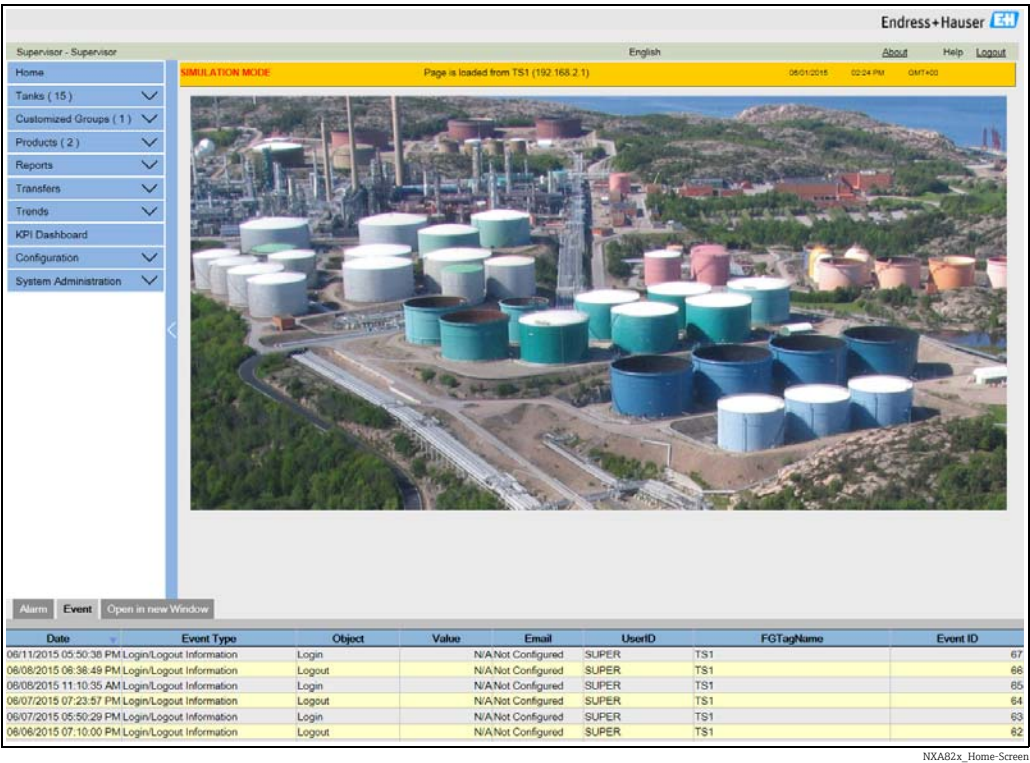 Endress+Hauser EH
Supervisor - Supervisor English About Help Logout
Home
SIMULATION MODE Page is loaded from TS1 (192.168.2.1) 06/01/2015 02:24 PM GMT+00
Tanks ( 15 )
Customized Groups ( 1 )
Products ( 2 )
Reports
Transfers
Trends
KPI Dashboard
Configuration
System Administration
Alarm Event Open in new Window
Date Event Type Object Value Email UserID FGTagName Event ID
06/11/2015 05:50:38 PM Login/Logout Information Login N/A Not Configured SUPER TS1 67
06/08/2015 06:36:49 PM Login/Logout Information Logout N/A Not Configured SUPER TS1 66
06/08/2015 11:10:35 AM Login/Logout Information Login N/A Not Configured SUPER TS1 65
06/07/2015 07:23:57 PM Login/Logout Information Logout N/A Not Configured SUPER TS1 64
06/07/2015 05:50:29 PM Login/Logout Information Login N/A Not Configured SUPER TS1 63
06/06/2015 07:10:00 PM Login/Logout Information Logout N/A Not Configured SUPER TS1 62
NXA82x_Home-Screen